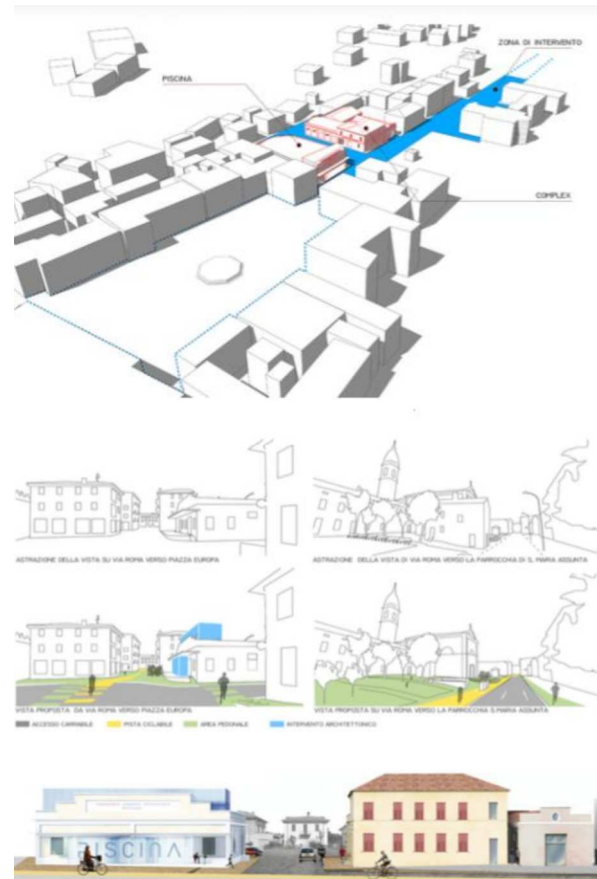 ZONA DI INTERVENTO
PISCINA
COMPLEX
ASTRAZIONE DELLA VISTA SU VIA ROMA VERSO PIAZZA EUROPA
ASTRAZIONE DELLA VISTA DI VIA ROMA VERSO LA PARROCCHIA DI S. MARIA ASSUNTA
VISTA PROPOSTA DA VIA ROMA VERSO PIAZZA EUROPA
VISTA PROPOSTA SU VIA ROMA VERSO LA PARROCCHIA S.MARIA ASSUNTA
ACCESSO CARRABILE
PISTA CICLABILE
AREA PEDONALE
INTERVENTO ARCHITETTONICO
PISCINA